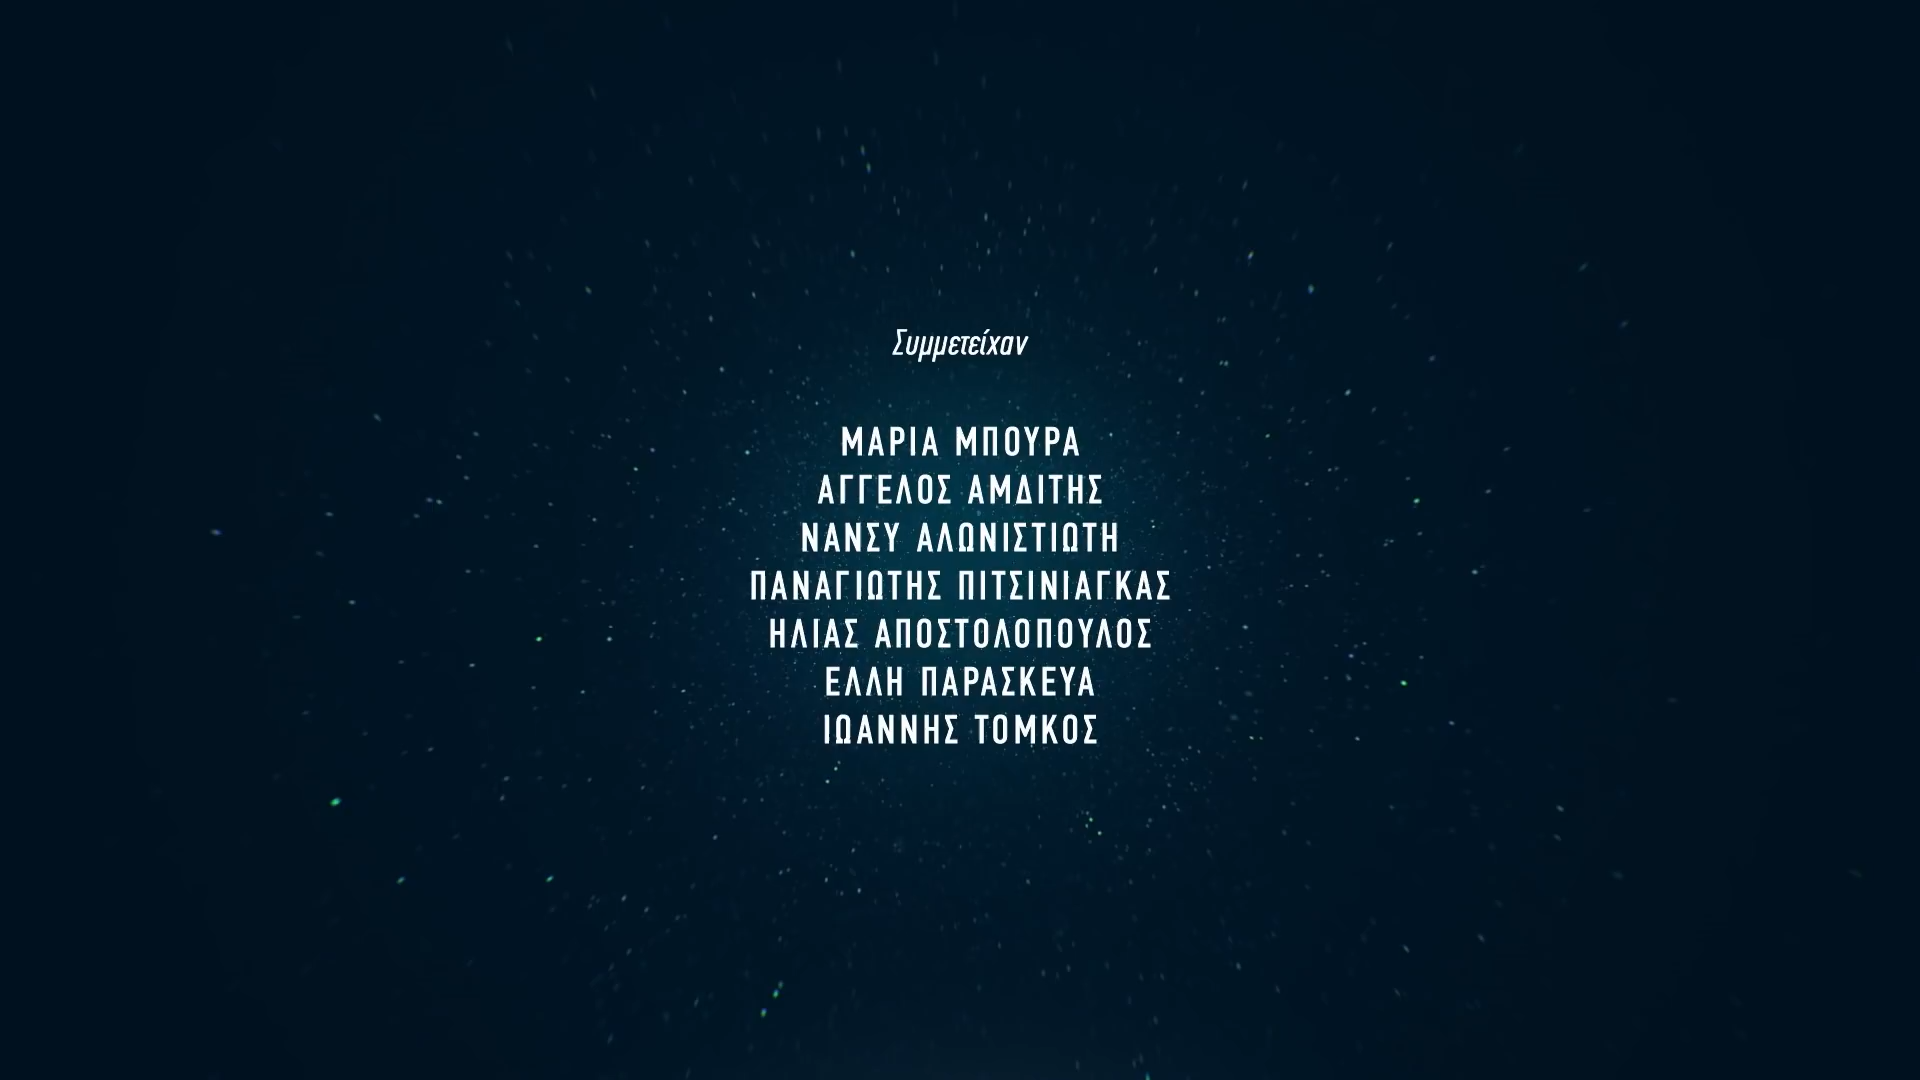 Συμμετείχαν
ΜΑΡΙΑ ΜΠΟΥΡΑ
ΑΓΓΕΛΟΣ ΑΜΔΙΤΗΣ
ΝΑΝΣΥ ΑΛΩΝΙΣΤΙΩΤΗ
ΠΑΝΑΓΙΩΤΗΣ ΠΙΤΣΙΝΙΑΓΚΑΣ
ΗΛΙΑΣ ΑΠΟΣΤΟΛΟΠΟΥΛΟΣ
ΕΛΛΗ ΠΑΡΑΣΚΕΥΑ
ΙΩΑΝΝΗΣ ΤΟΜΚΟΣ